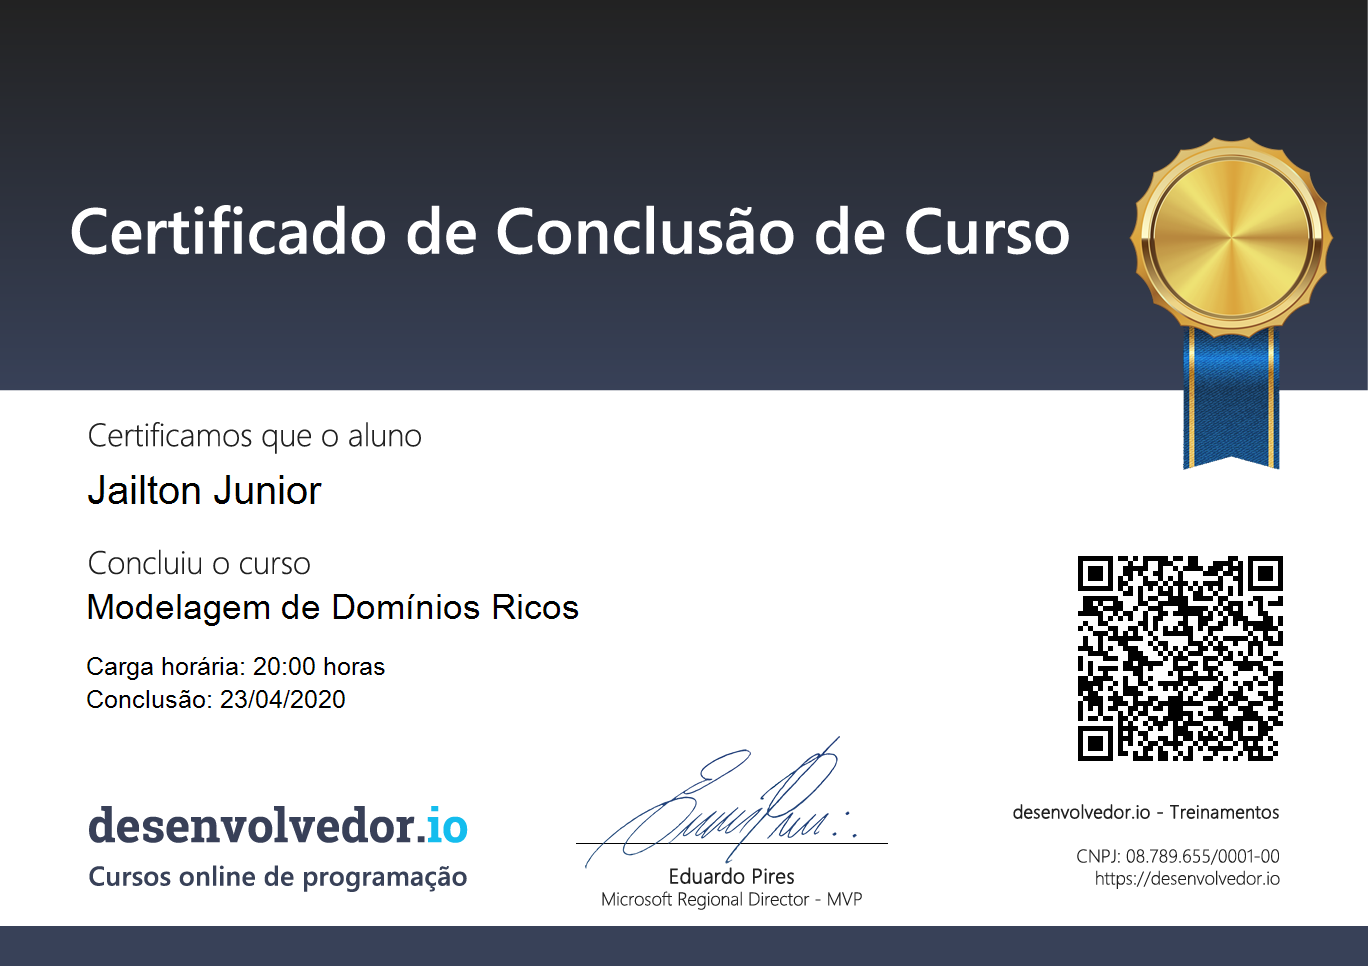 Certificado de Conclusão de Curso
Certificamos que o aluno
Jailton Junior
Concluiu o curso
Modelagem de Domínios Ricos
Carga horária: 20:00 horas
Conclusão: 23/04/2020
desenvolvedor.io
Cursos online de programação
Eduardo Pires
Microsoft Regional Director - MVP
desenvolvedor.io - Treinamentos
CNPJ: 08.789.655/0001-00
https://desenvolvedor.io